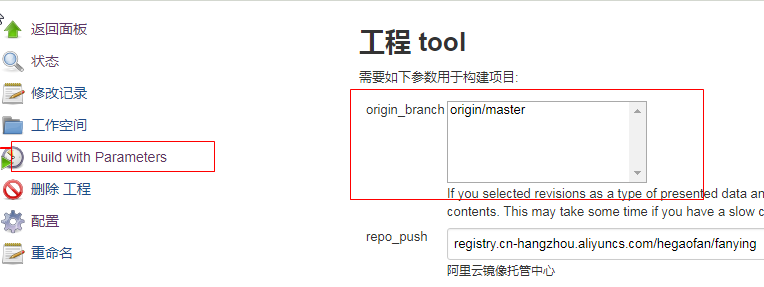 返回面板
状态
修改记录
工作空间
Build with Parameters
删除 工程
配置
重命名
工程 tool
需要如下参数用于构建项目:
origin_branch
origin/master
If you selected revisions as a type of presented data an
contents. This may take some time if you have a slow c
repo_push
registry.cn-hangzhou.aliyuncs.com/hegaofan/fanying
阿里云镜像托管中心